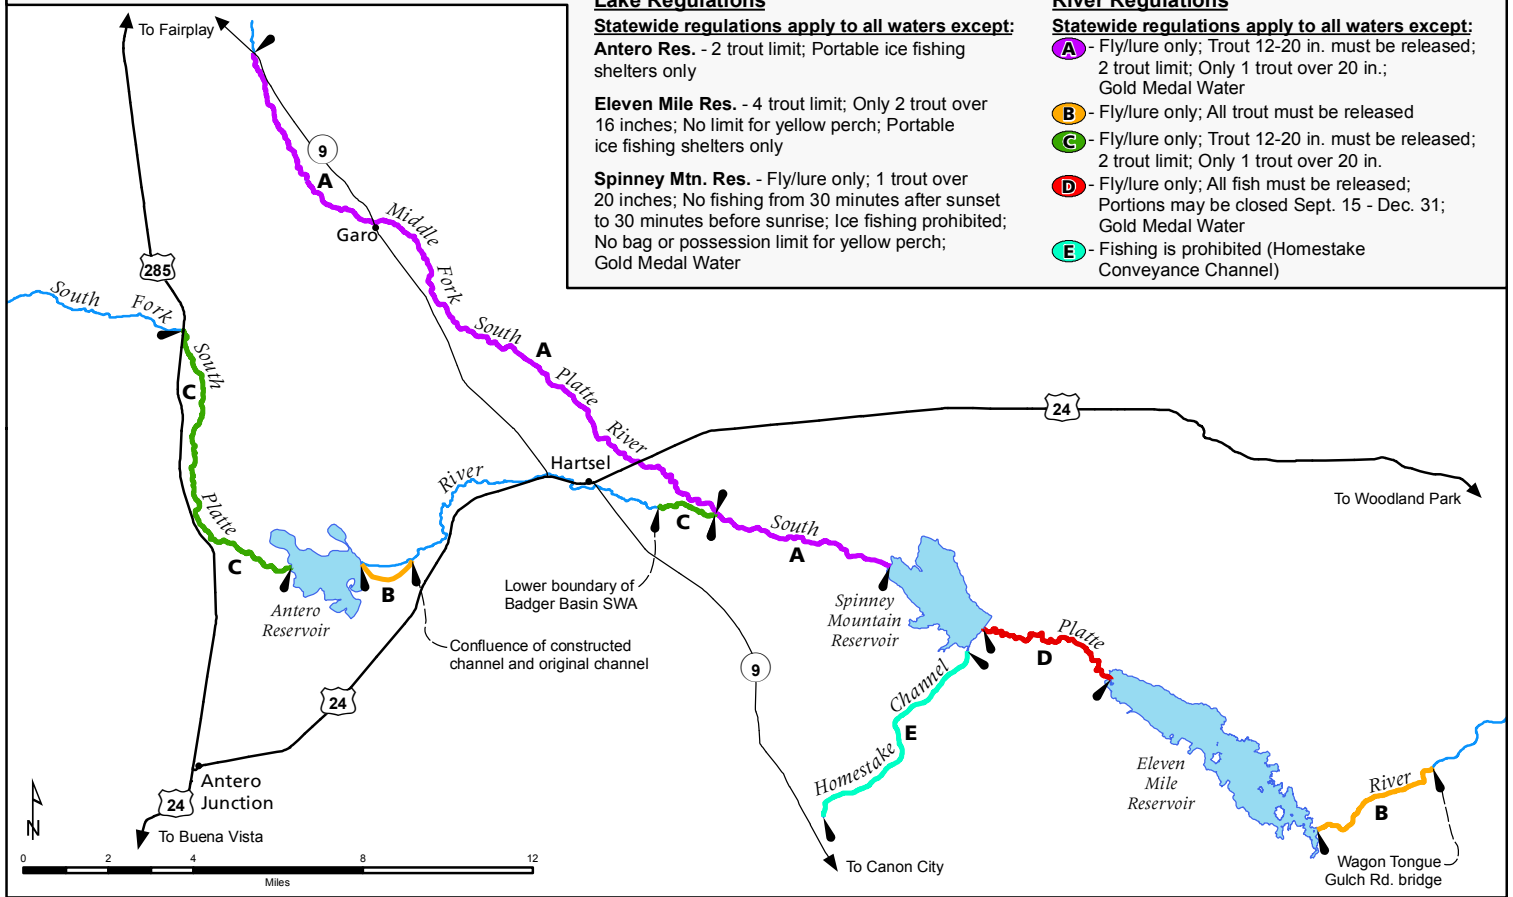 Lake Regulations
Statewide regulations apply to all waters except:
Antero Res. - 2 trout limit; Portable ice fishing
shelters only
Eleven Mile Res. - 4 trout limit; Only 2 trout over
16 inches; No limit for yellow perch; Portable
ice fishing shelters only
Spinney Mtn. Res. - Fly/lure only; 1 trout over
20 inches; No fishing from 30 minutes after sunset
to 30 minutes before sunrise; Ice fishing prohibited;
No bag or possession limit for yellow perch;
Gold Medal Water
River Regulations
Statewide regulations apply to all waters except:
A - Fly/lure only; Trout 12-20 in. must be released;
2 trout limit; Only 1 trout over 20 in.;
Gold Medal Water
B - Fly/lure only; All trout must be released
C - Fly/lure only; Trout 12-20 in. must be released;
2 trout limit; Only 1 trout over 20 in.
D - Fly/lure only; All fish must be released;
Portions may be closed Sept. 15 - Dec. 31;
Gold Medal Water
E - Fishing is prohibited (Homestake
Conveyance Channel)
To Fairplay
9
A
Middle
Garo
Fork
285
South Fork
South
C
Platte
C
South
A
Platte
River
24
Hartsel
River
To Woodland Park
C
South
A
B
Antero
Reservoir
Lower boundary of
Badger Basin SWA
Confluence of constructed
channel and original channel
Spinney
Mountain
Reservoir
Platte
D
9
Channel
E
Homestake
24
Antero
Junction
24
To Buena Vista
Eleven
Mile
Reservoir
River
B
Wagon Tongue
Gulch Rd. bridge
To Canon City
N
0 2 4 8 12
Miles